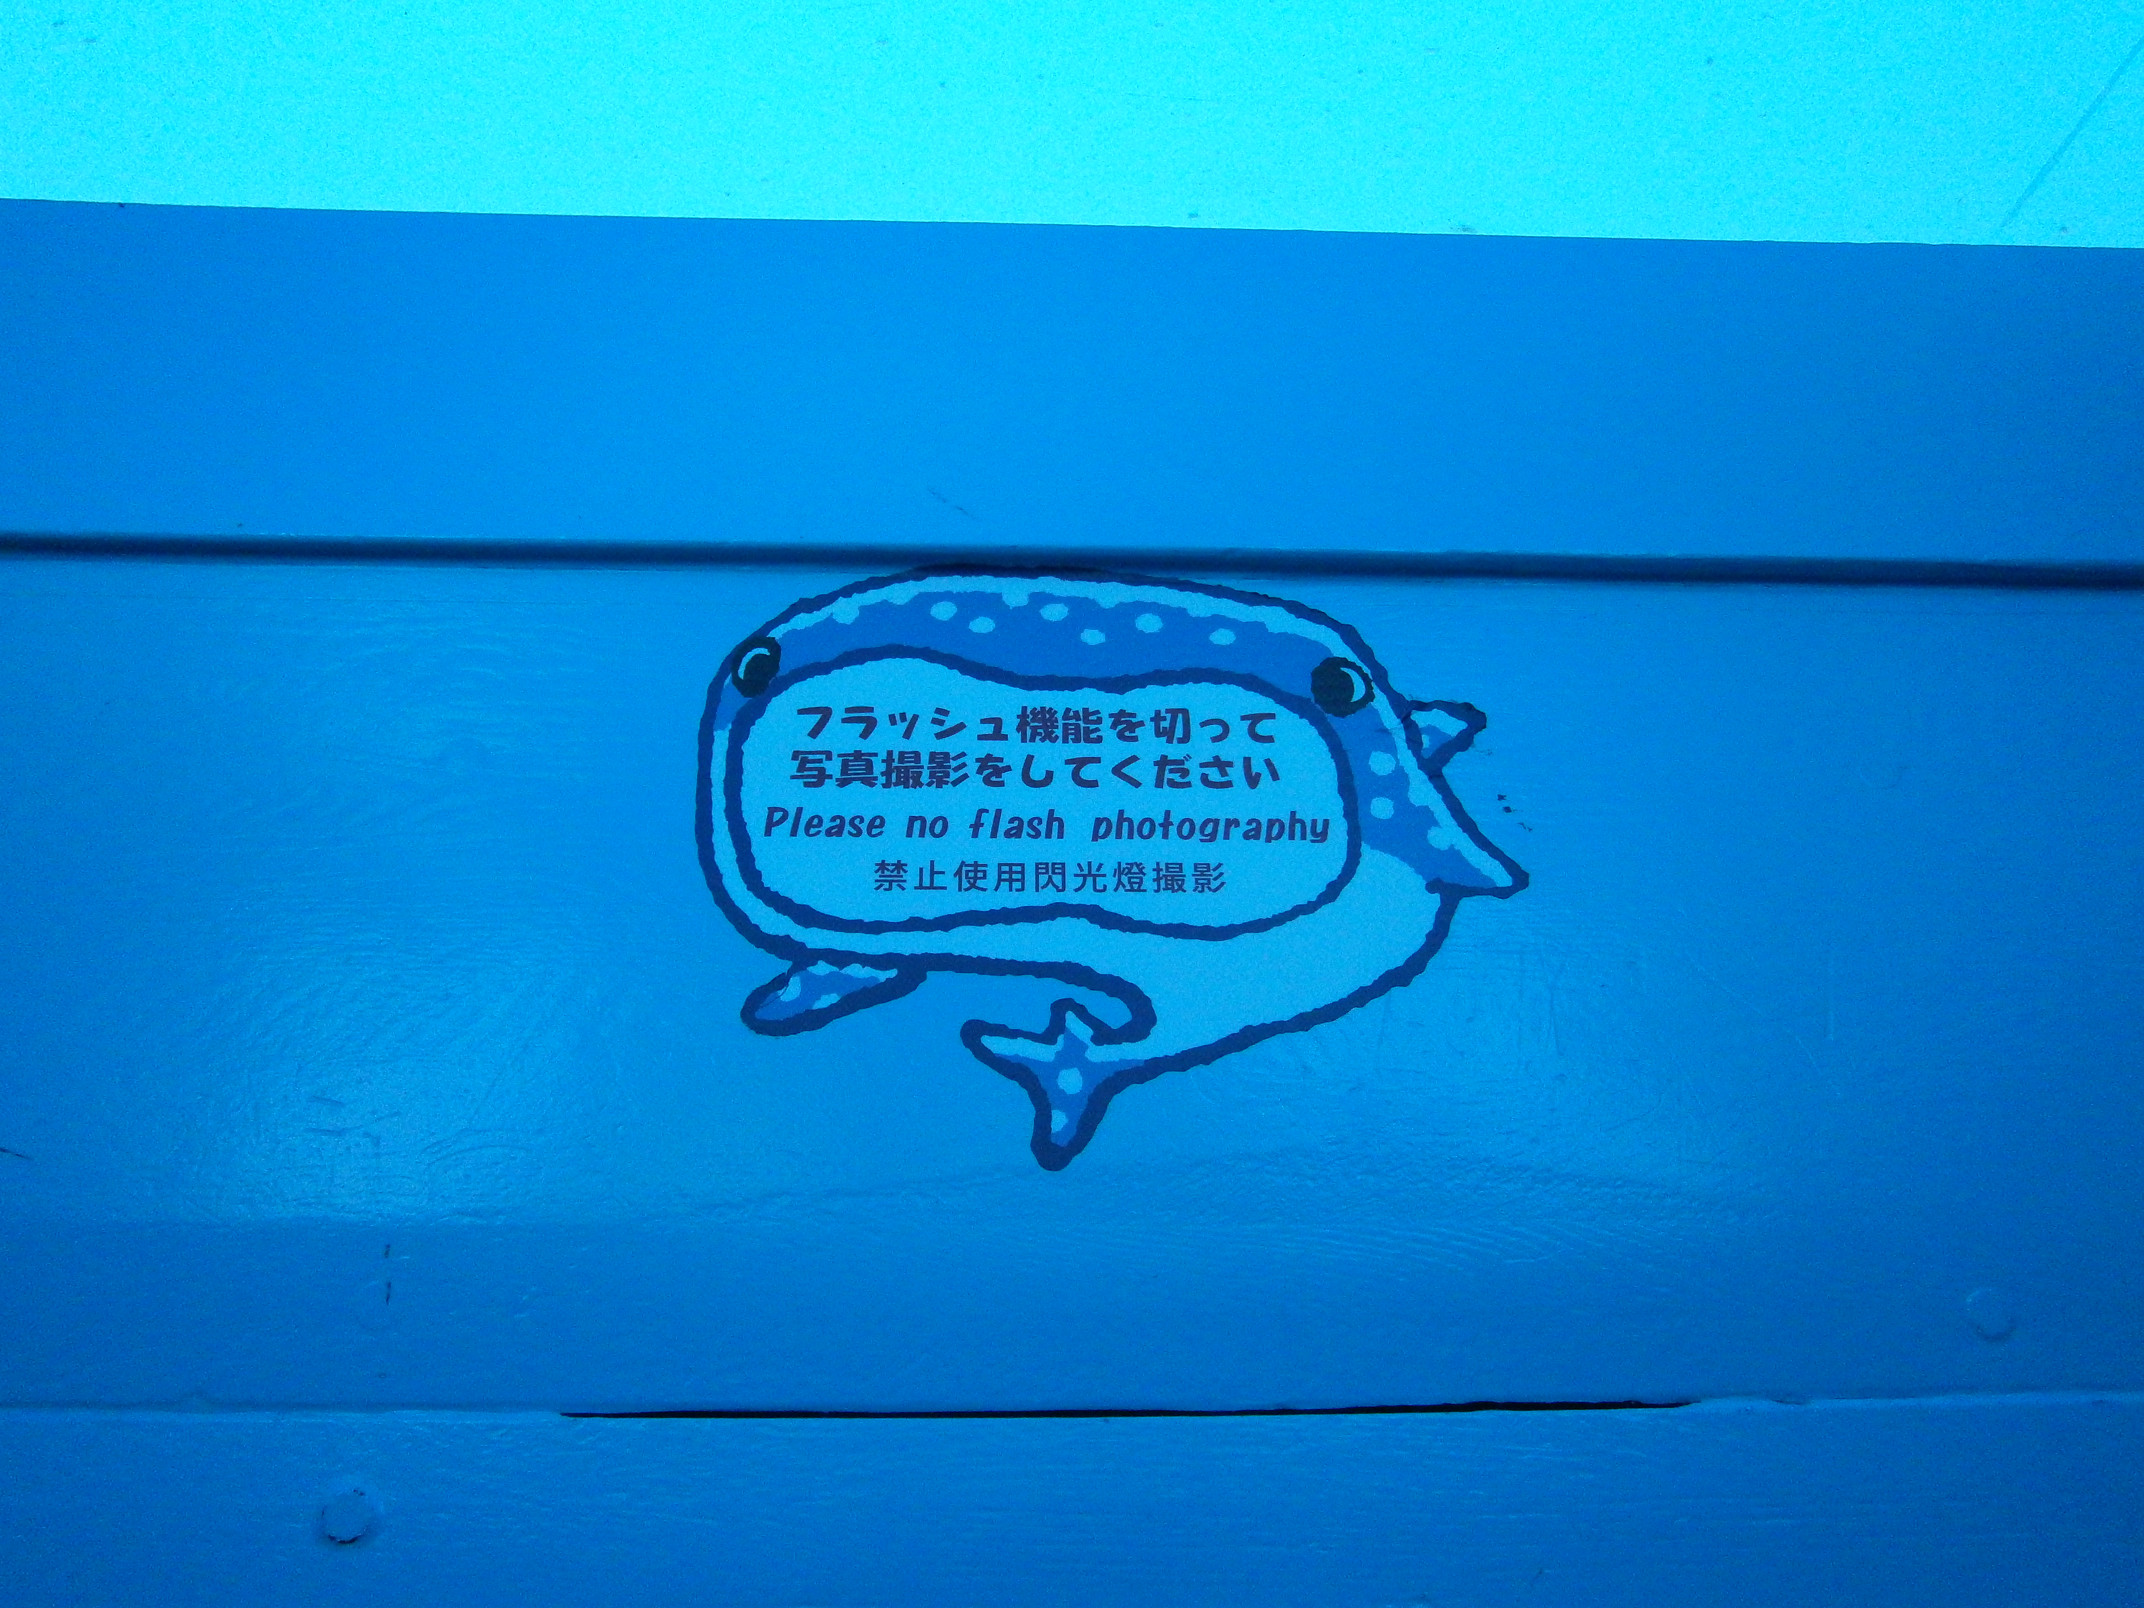 フラッシュ機能を切って
写真撮影をしてください
Please no flash photography
禁止使用閃光燈撮影